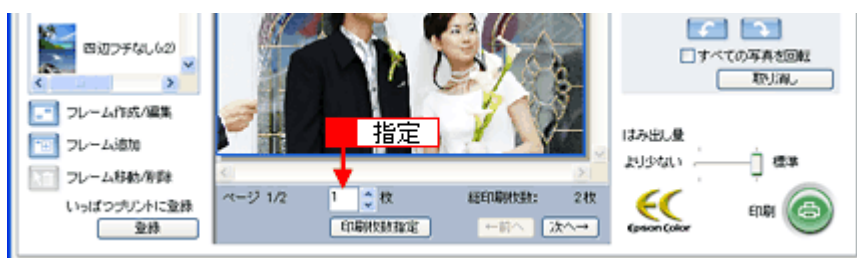 四辺フチなし(x2)
フレーム作成/編集
フレーム追加
フレーム移動/削除
いっぱつプリントに登録
登録
指定
ページ 1/2
1 枚
総印刷枚数: 2枚
印刷枚数指定
←前へ 次へ→
すべての写真を回転
取り消し
はみ出し量
より少ない 標準
Epson Color
印刷